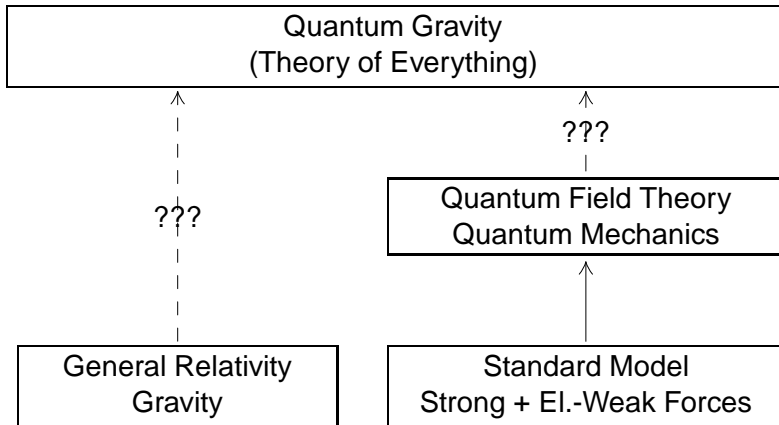 Quantum Gravity
(Theory of Everything)
???
???
Quantum Field Theory
Quantum Mechanics
General Relativity
Gravity
Standard Model
Strong + El.-Weak Forces